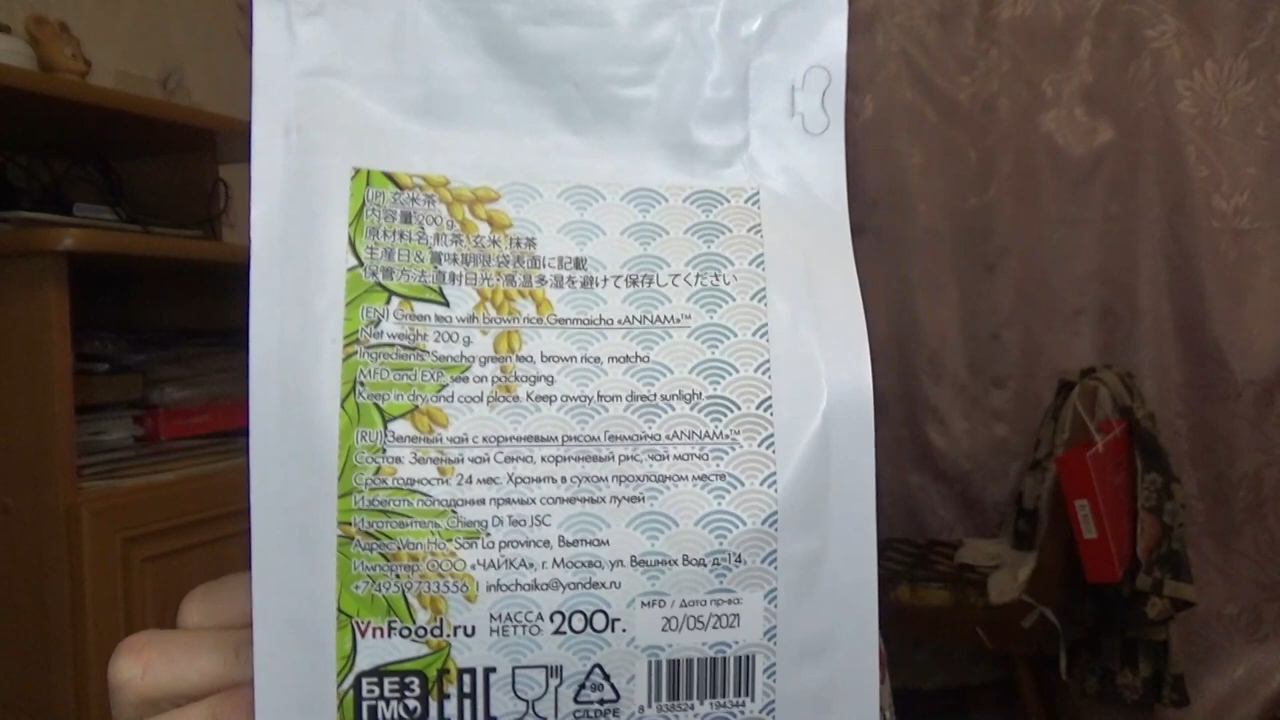 (JP) 玄米茶
内容量:200 g.
原材料名:煎茶, 玄米 ,抹茶
生産日&賞味期限:袋表面に記載
保管方法:直射日光・高温多湿を避けて保存してください
(EN) Green tea with brown rice Genmaicha «ANNAM»™
Net weight: 200 g.
Ingredients: Sencha green tea, brown rice, matcha
MFD and EXP: see on packaging.
Keep in dry and cool place. Keep away from direct sunlight.
(RU) Зеленый чай с коричневым рисом Генмайча «ANNAM»™
Состав: Зеленый чай Сенча, коричневый рис, чай матча
Срок годности: 24 мес. Хранить в сухом прохладном месте
Избегать попадания прямых солнечных лучей
Изготовитель: Chieng Di Tea JSC
Адрес: Van Ho, Son La province, Вьетнам
Импортер: ООО «ЧАЙКА», г. Москва, ул. Вешних Вод, д. 14,
+7 495 9733556 | infochaika@yandex.ru
VnFood.ru МАССА НЕТТО: 200г.
MFD / Дата пр-ва:
20/05/2021
БЕЗ ГМО
EAC
90
C/LDPE
8 938524 194344